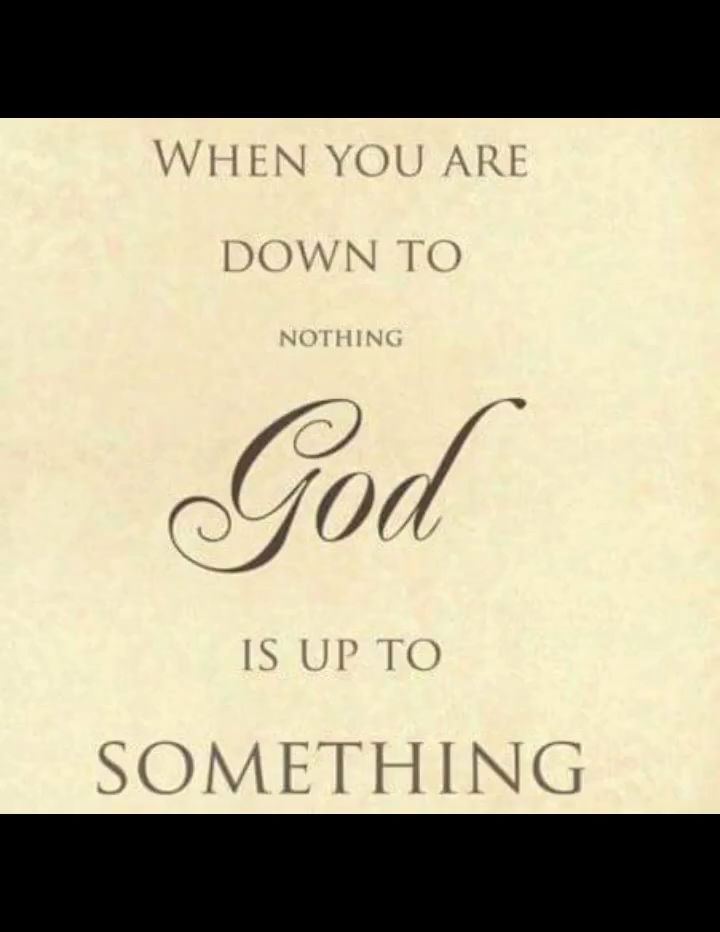 WHEN YOU ARE
DOWN TO
NOTHING
God
IS UP TO
SOMETHING